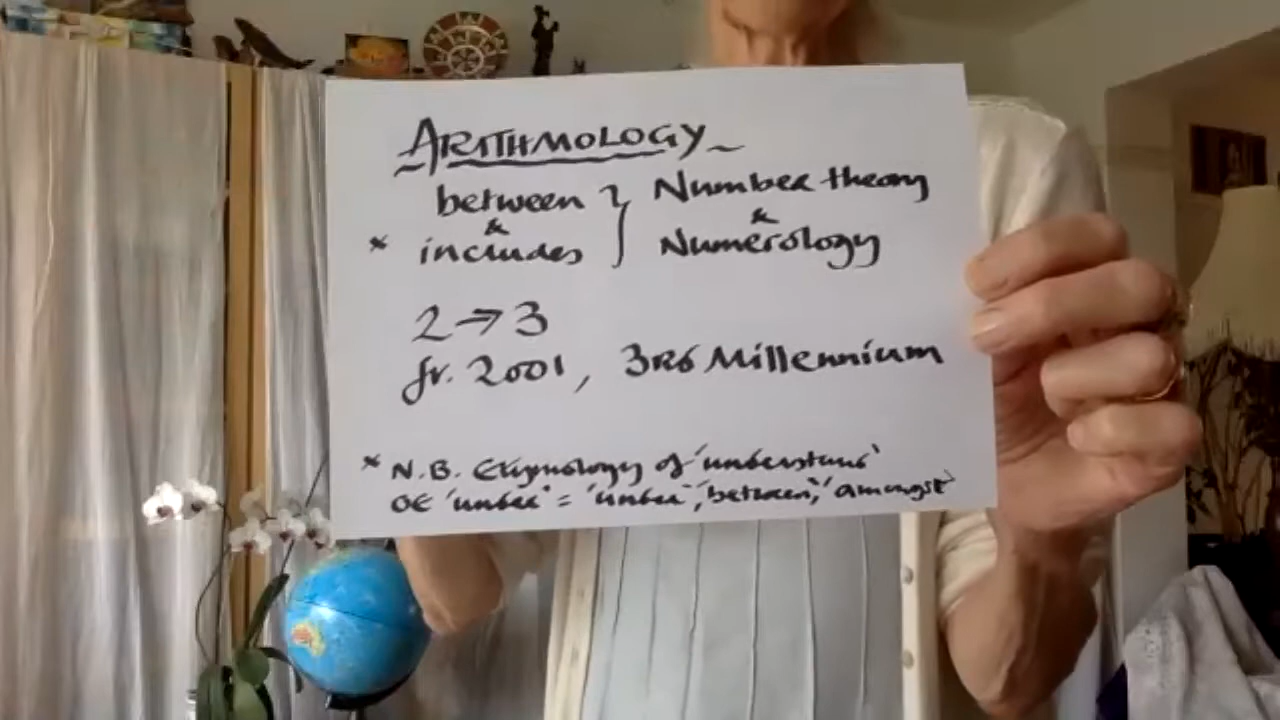 ARITHMOLOGY
between } Number theory
& &
* includes } Numerology
2 → 3
fr. 2001, 3rd Millennium
* N.B. Etymology of 'understand'
OE 'under' = 'under', 'between', 'amongst'